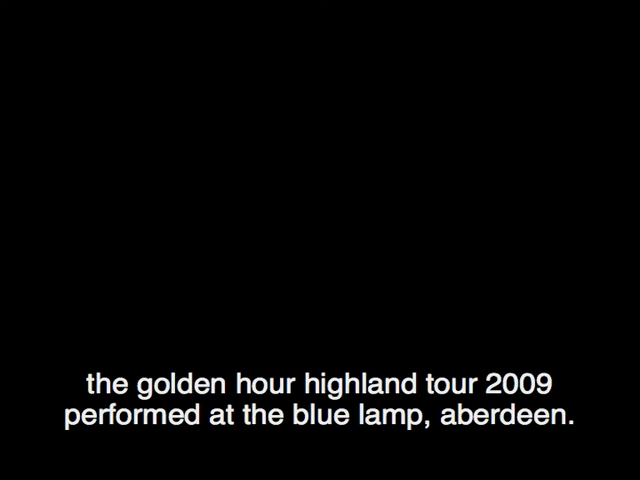 the golden hour highland tour 2009
performed at the blue lamp, aberdeen.